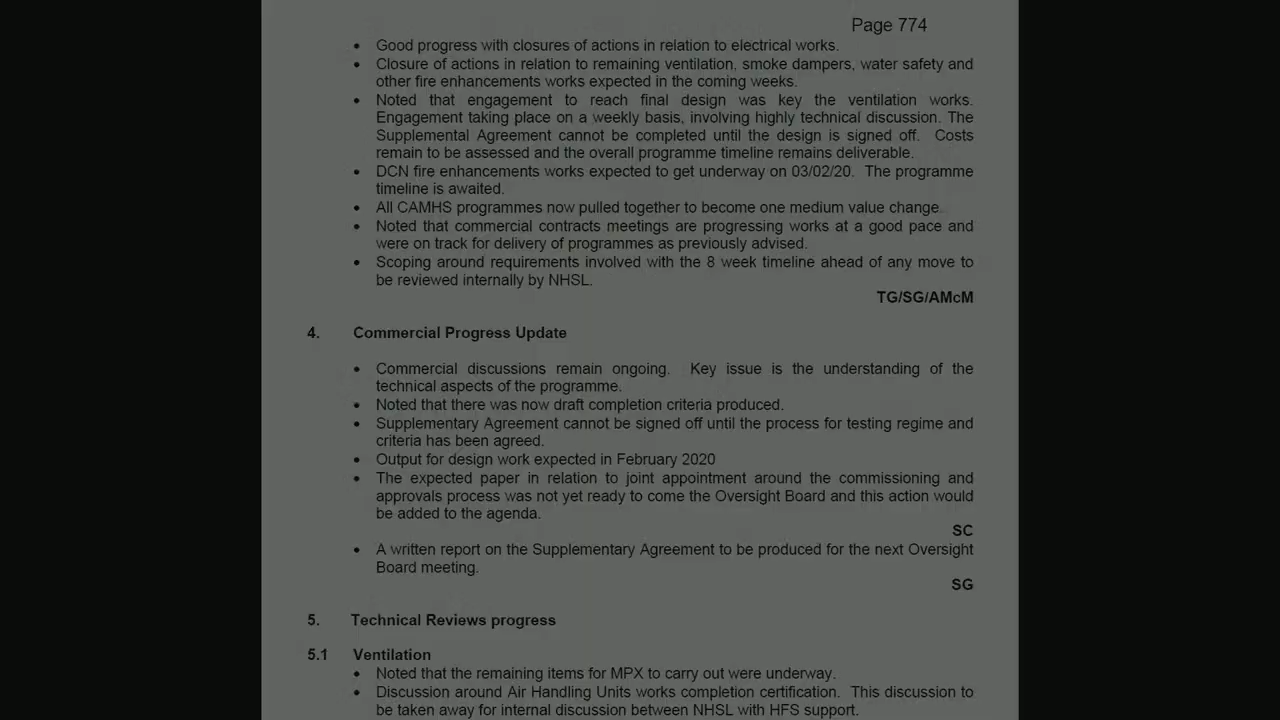 Page 774
• Good progress with closures of actions in relation to electrical works.
• Closure of actions in relation to remaining ventilation, smoke dampers, water safety and
other fire enhancements works expected in the coming weeks.
• Noted that engagement to reach final design was key the ventilation works.
Engagement taking place on a weekly basis, involving highly technical discussion. The
Supplemental Agreement cannot be completed until the design is signed off. Costs
remain to be assessed and the overall programme timeline remains deliverable.
• DCN fire enhancements works expected to get underway on 03/02/20. The programme
timeline is awaited.
• All CAMHS programmes now pulled together to become one medium value change.
• Noted that commercial contracts meetings are progressing works at a good pace and
were on track for delivery of programmes as previously advised.
• Scoping around requirements involved with the 8 week timeline ahead of any move to
be reviewed internally by NHSL.
TG/SG/AMcM
4. Commercial Progress Update
• Commercial discussions remain ongoing. Key issue is the understanding of the
technical aspects of the programme.
• Noted that there was now draft completion criteria produced.
• Supplementary Agreement cannot be signed off until the process for testing regime and
criteria has been agreed.
• Output for design work expected in February 2020
• The expected paper in relation to joint appointment around the commissioning and
approvals process was not yet ready to come the Oversight Board and this action would
be added to the agenda.
SC
• A written report on the Supplementary Agreement to be produced for the next Oversight
Board meeting.
SG
5. Technical Reviews progress
5.1 Ventilation
• Noted that the remaining items for MPX to carry out were underway.
• Discussion around Air Handling Units works completion certification. This discussion to
be taken away for internal discussion between NHSL with HFS support.